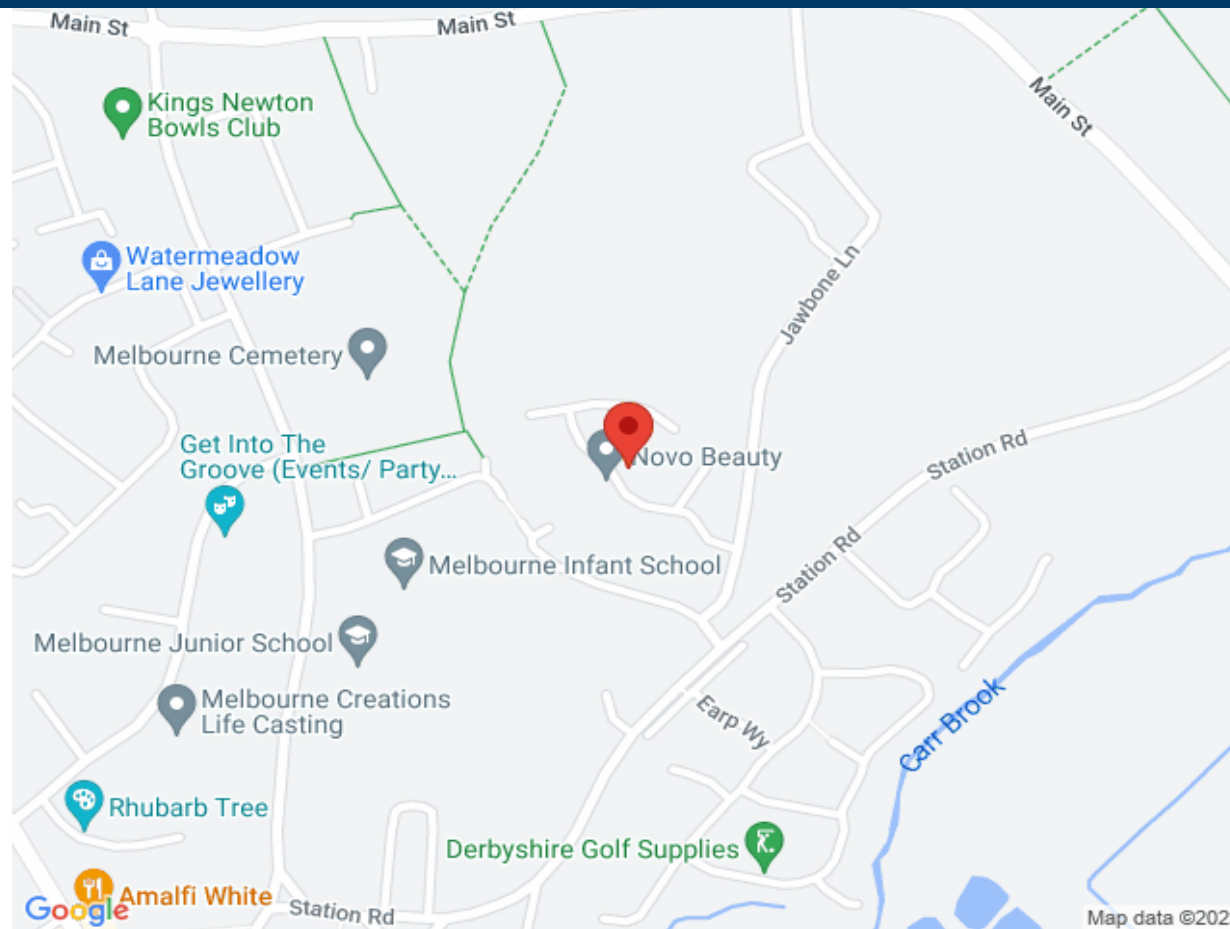 Main St
Main St
Main St
Kings Newton
Bowls Club
Watermeadow
Lane Jewellery
Jawbone Ln
Melbourne Cemetery
Get Into The
Groove (Events/ Party...
Novo Beauty
Station Rd
Melbourne Infant School
Station Rd
Melbourne Junior School
Melbourne Creations
Life Casting
Earp Wy
Carr Brook
Rhubarb Tree
Derbyshire Golf Supplies
Amalfi White
Google
Station Rd
Map data ©202